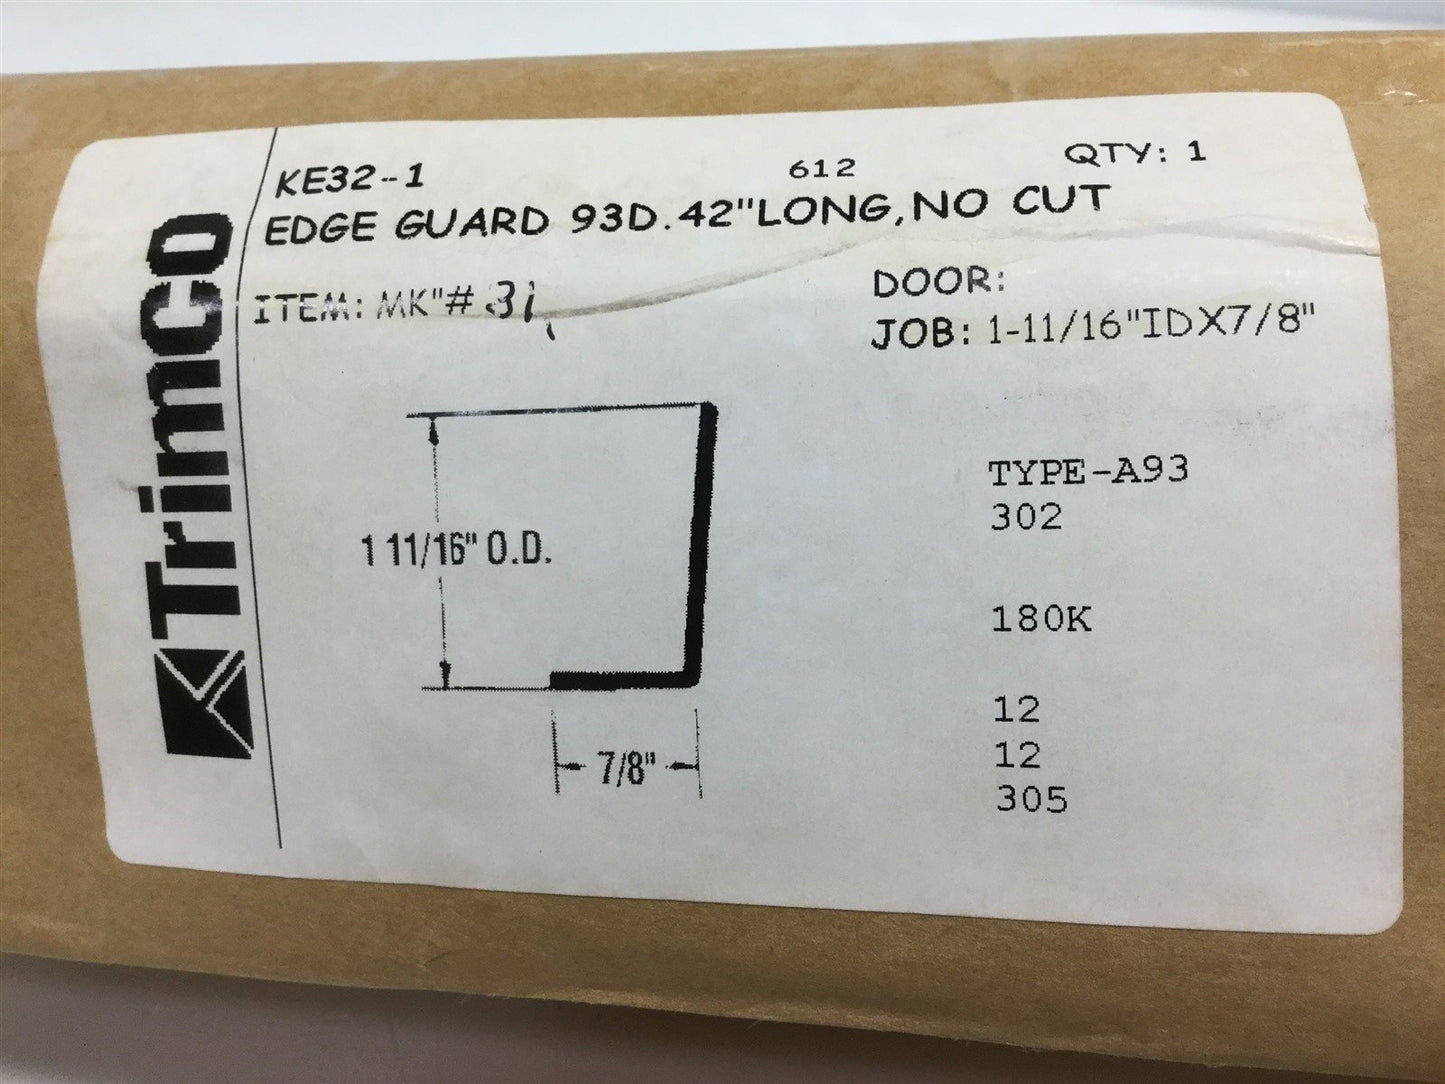 Trimco
KE32-1 612 QTY: 1
EDGE GUARD 93D.42"LONG,NO CUT
ITEM: MK"#
DOOR:
JOB: 1-11/16"IDX7/8"
1 11/16" O.D.
7/8"
TYPE-A93
302
180K
12
12
305